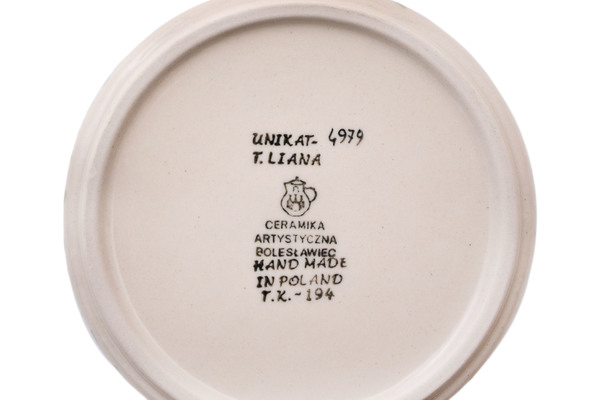 UNIKAT- 4979
T. LIANA
CERAMIKA
ARTYSTYCZNA
BOLESŁAWIEC
HAND MADE
IN POLAND
T.K.-194